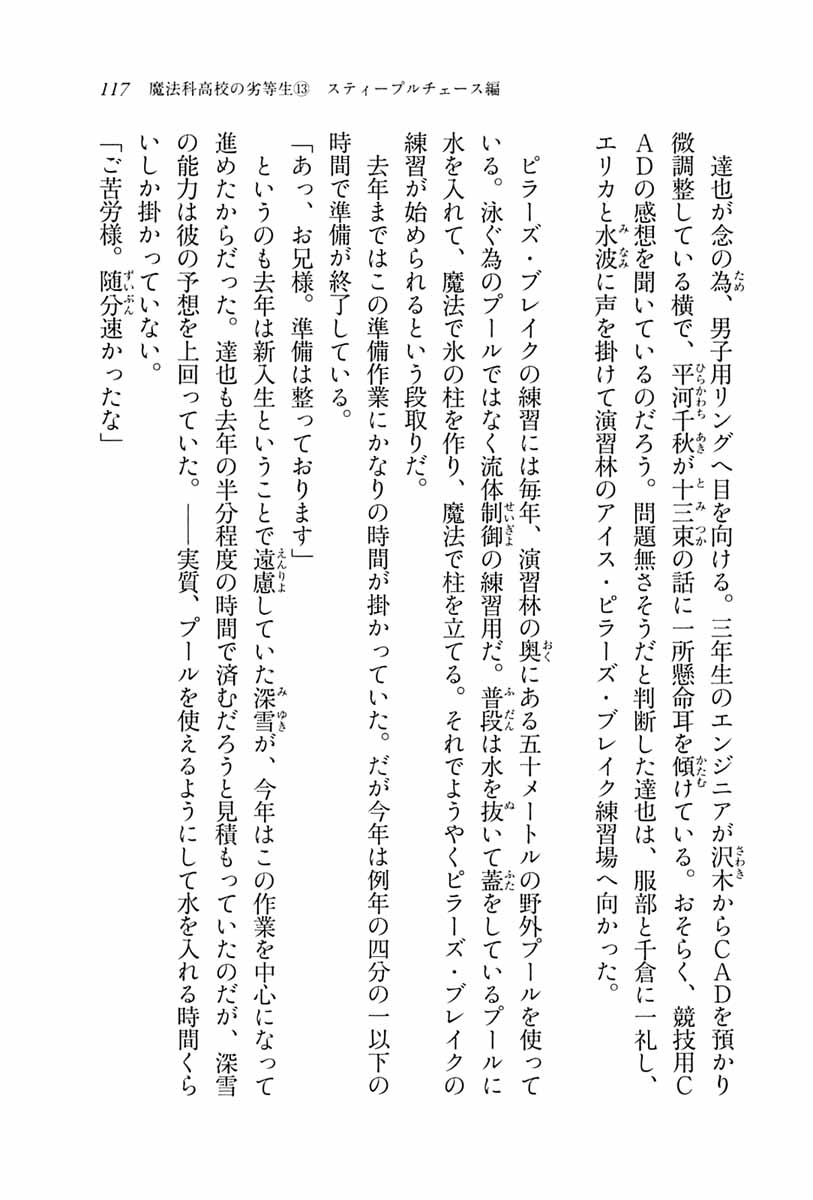 117　魔法科高校の劣等生⑬　スティープルチェース編
　達也が念の為、男子用リングへ目を向ける。三年生のエンジニアが沢木からＣＡＤを預かり
微調整している横で、平河千秋が十三束の話に一所懸命耳を傾けている。おそらく、競技用Ｃ
ＡＤの感想を聞いているのだろう。問題無さそうだと判断した達也は、服部と千倉に一礼し、
エリカと水波に声を掛けて演習林のアイス・ピラーズ・ブレイク練習場へ向かった。
　ピラーズ・ブレイクの練習には毎年、演習林の奥にある五十メートルの野外プールを使って
いる。泳ぐ為のプールではなく流体制御の練習用だ。普段は水を抜いて蓋をしているプールに
水を入れて、魔法で氷の柱を作り、魔法で柱を立てる。それでようやくピラーズ・ブレイクの
練習が始められるという段取りだ。
　去年まではこの準備作業にかなりの時間が掛かっていた。だが今年は例年の四分の一以下の
時間で準備が終了している。
「あっ、お兄様。準備は整っております」
　というのも去年は新入生ということで遠慮していた深雪が、今年はこの作業を中心になって
進めたからだった。達也も去年の半分程度の時間で済むだろうと見積もっていたのだが、深雪
の能力は彼の予想を上回っていた。――実質、プールを使えるようにして水を入れる時間くら
いしか掛かっていない。
「ご苦労様。随分速かったな」